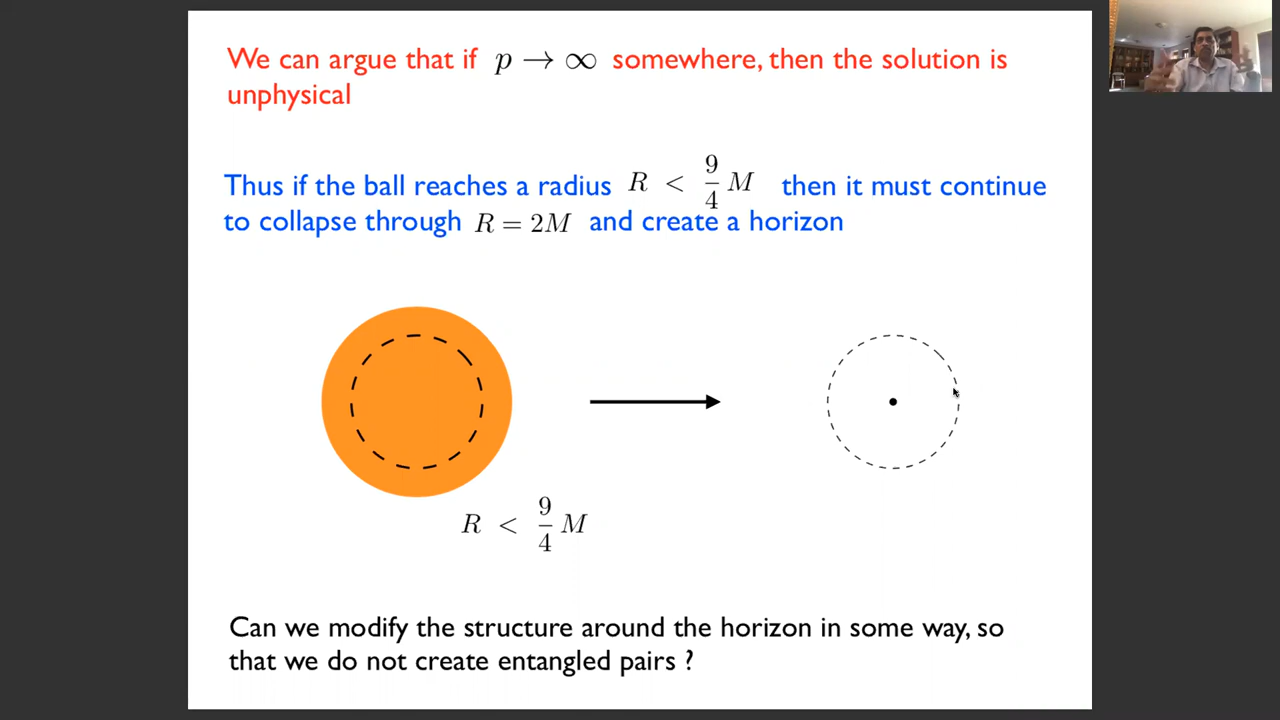 We can argue that if p → ∞ somewhere, then the solution is
unphysical
Thus if the ball reaches a radius R < 9/4 M then it must continue
to collapse through R = 2M and create a horizon
R < 9/4 M
Can we modify the structure around the horizon in some way, so
that we do not create entangled pairs ?